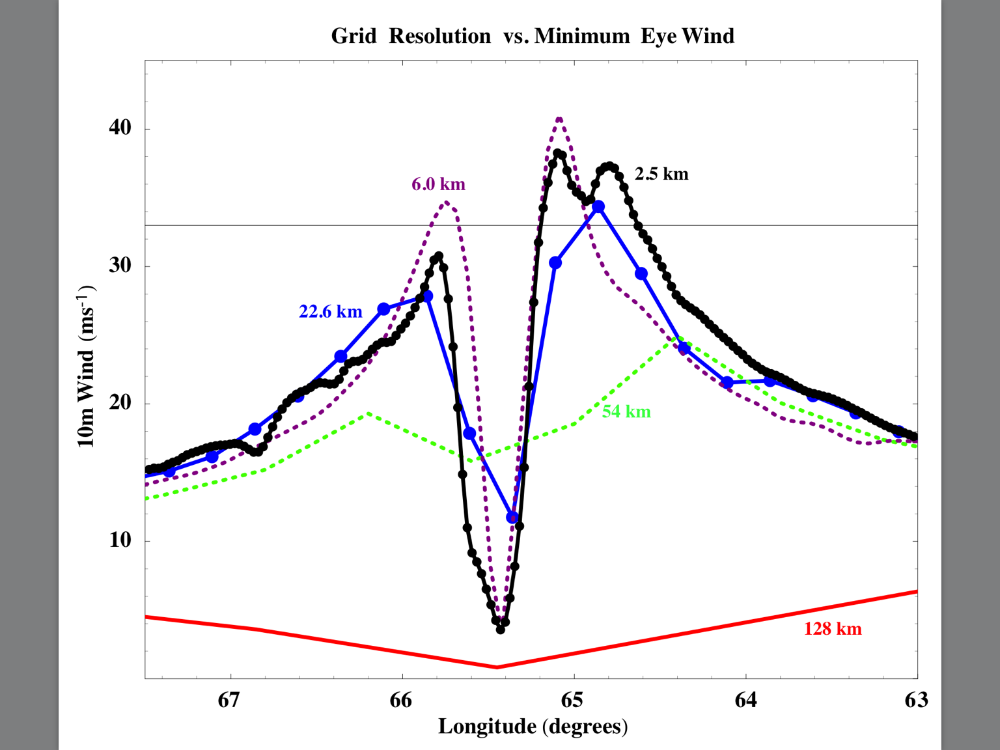 Grid Resolution vs. Minimum Eye Wind
40
30
20
10
10m Wind (ms-1)
6.0 km
2.5 km
22.6 km
54 km
128 km
67 66 65 64 63
Longitude (degrees)